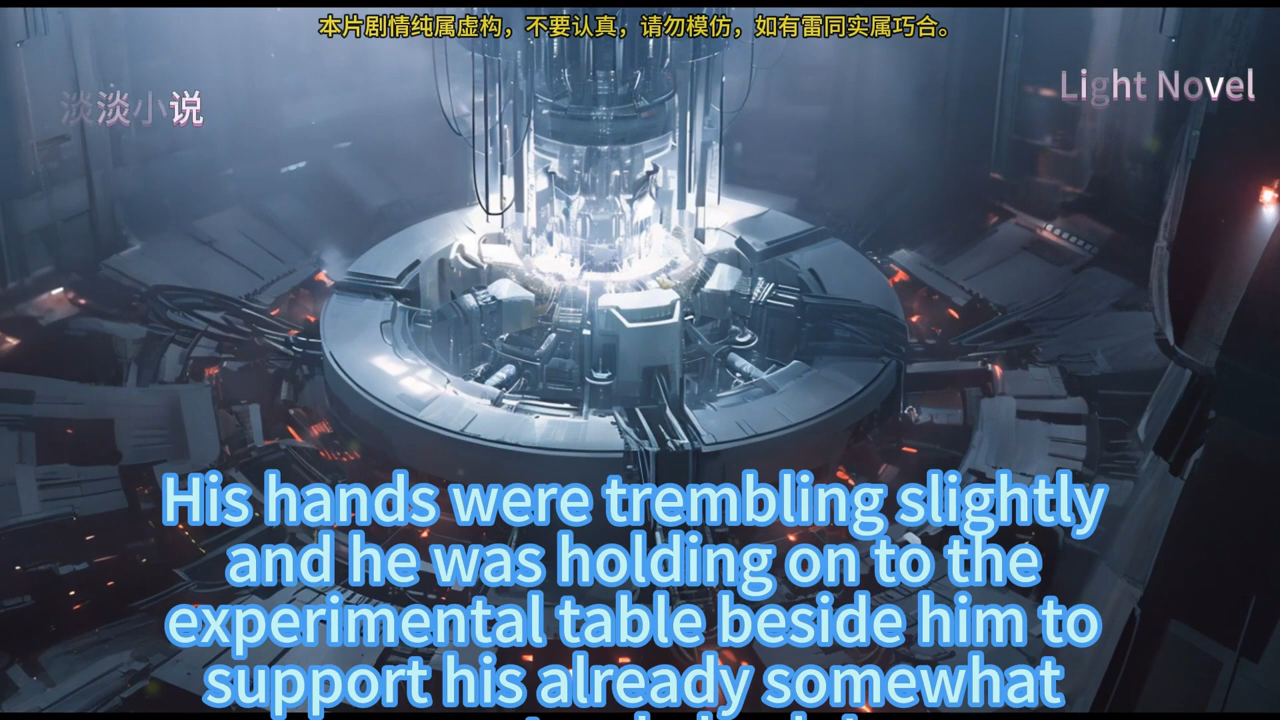 本片剧情纯属虚构，不要认真，请勿模仿，如有雷同实属巧合。
淡淡小说
Light Novel
His hands were trembling slightly
and he was holding on to the
experimental table beside him to
support his already somewhat